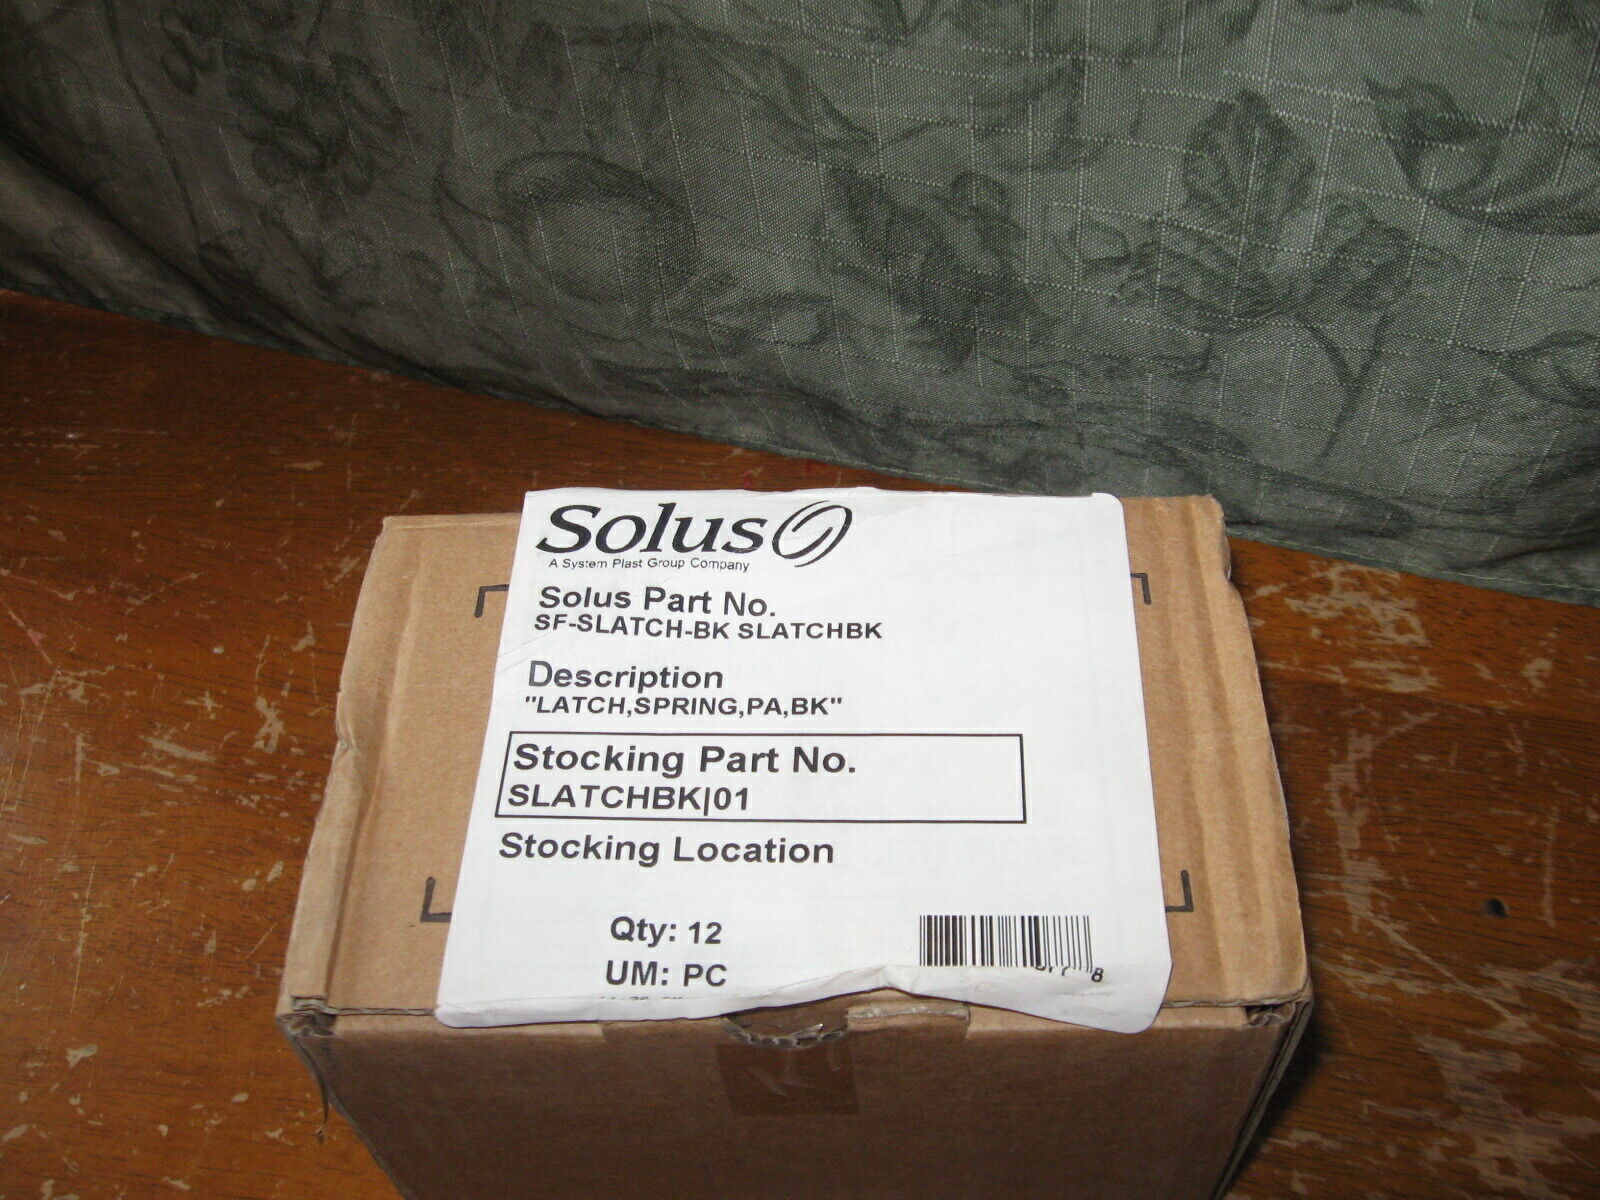 Solus
A System Plast Group Company
Solus Part No.
SF-SLATCH-BK SLATCHBK
Description
"LATCH,SPRING,PA,BK"
Stocking Part No.
SLATCHBK|01
Stocking Location
Qty: 12
UM: PC
8